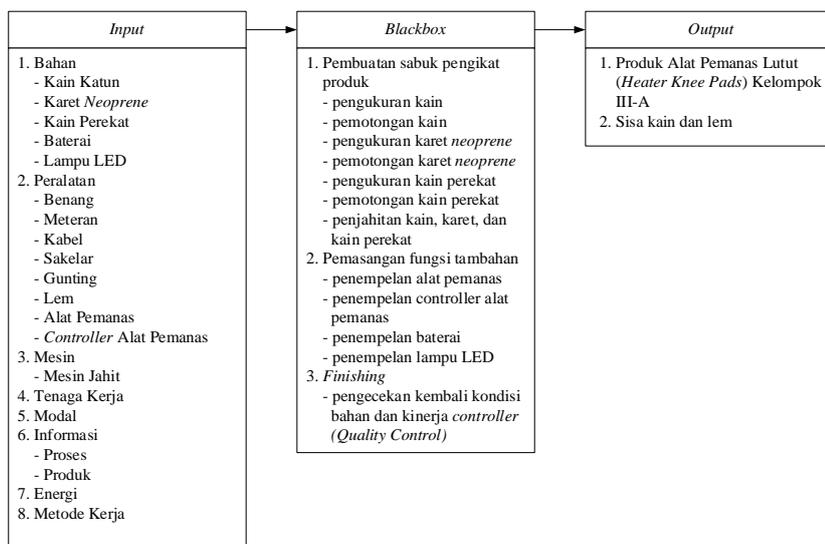 Input
1. Bahan
- Kain Katun
- Karet Neoprene
- Kain Perekat
- Baterai
- Lampu LED
2. Peralatan
- Benang
- Meteran
- Kabel
- Sakelar
- Gunting
- Lem
- Alat Pemanas
- Controller Alat Pemanas
3. Mesin
- Mesin Jahit
4. Tenaga Kerja
5. Modal
6. Informasi
- Proses
- Produk
7. Energi
8. Metode Kerja
Blackbox
1. Pembuatan sabuk pengikat
produk
- pengukuran kain
- pemotongan kain
- pengukuran karet neoprene
- pemotongan karet neoprene
- pengukuran kain perekat
- pemotongan kain perekat
- penjahitan kain, karet, dan
kain perekat
2. Pemasangan fungsi tambahan
- penempelan alat pemanas
- penempelan controller alat
pemanas
- penempelan baterai
- penempelan lampu LED
3. Finishing
- pengecekan kembali kondisi
bahan dan kinerja controller
(Quality Control)
Output
1. Produk Alat Pemanas Lutut
(Heater Knee Pads) Kelompok
III-A
2. Sisa kain dan lem